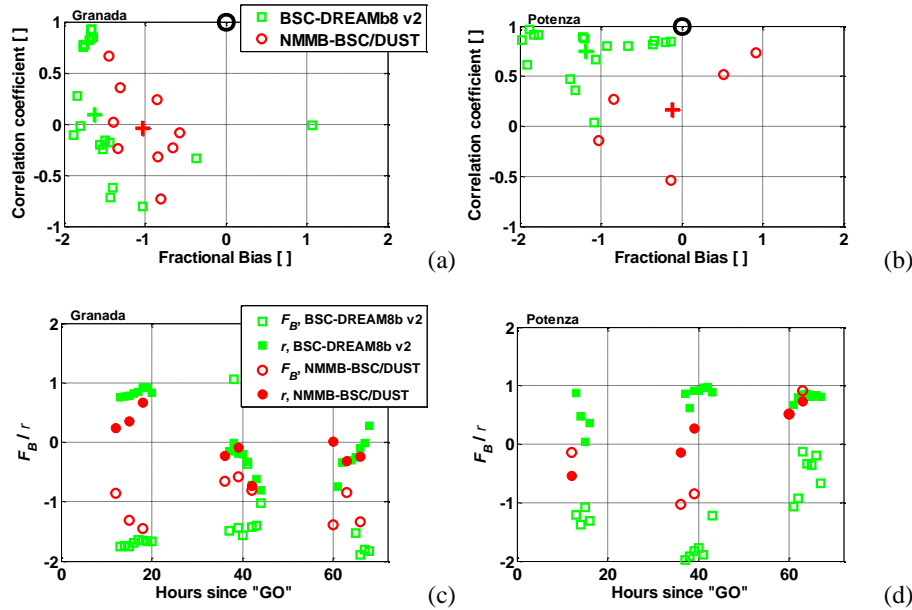 Granada
BSC-DREAMb8 v2
NMMB-BSC/DUST
1
0.5
0
-0.5
-1
-2
-1
0
1
2
Correlation coefficient [ ]
Fractional Bias [ ]
(a)
Potenza
1
0.5
0
-0.5
-1
-2
-1
0
1
2
Correlation coefficient [ ]
Fractional Bias [ ]
(b)
Granada
F_B, BSC-DREAM8b v2
r, BSC-DREAM8b v2
F_B, NMMB-BSC/DUST
r, NMMB-BSC/DUST
2
1
0
-1
-2
0
20
40
60
F_B / r
Hours since "GO"
(c)
Potenza
2
1
0
-1
-2
0
20
40
60
Hours since "GO"
(d)